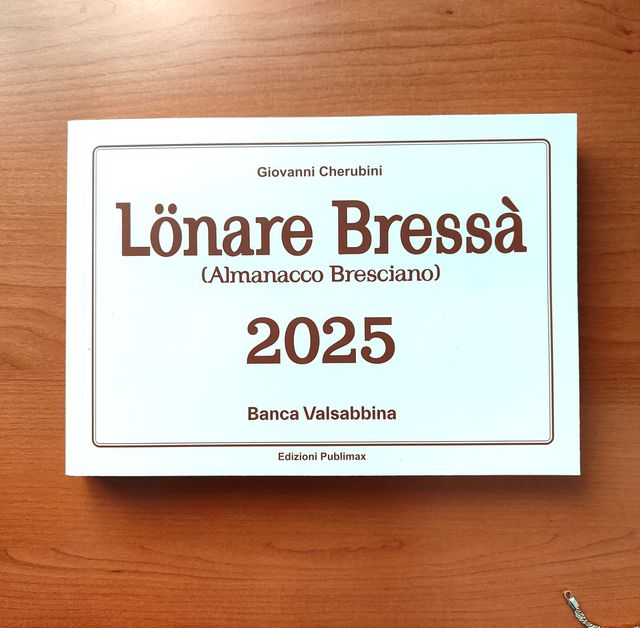 Giovanni Cherubini
Lönare Bressà
(Almanacco Bresciano)
2025
Banca Valsabbina
Edizioni Publimax